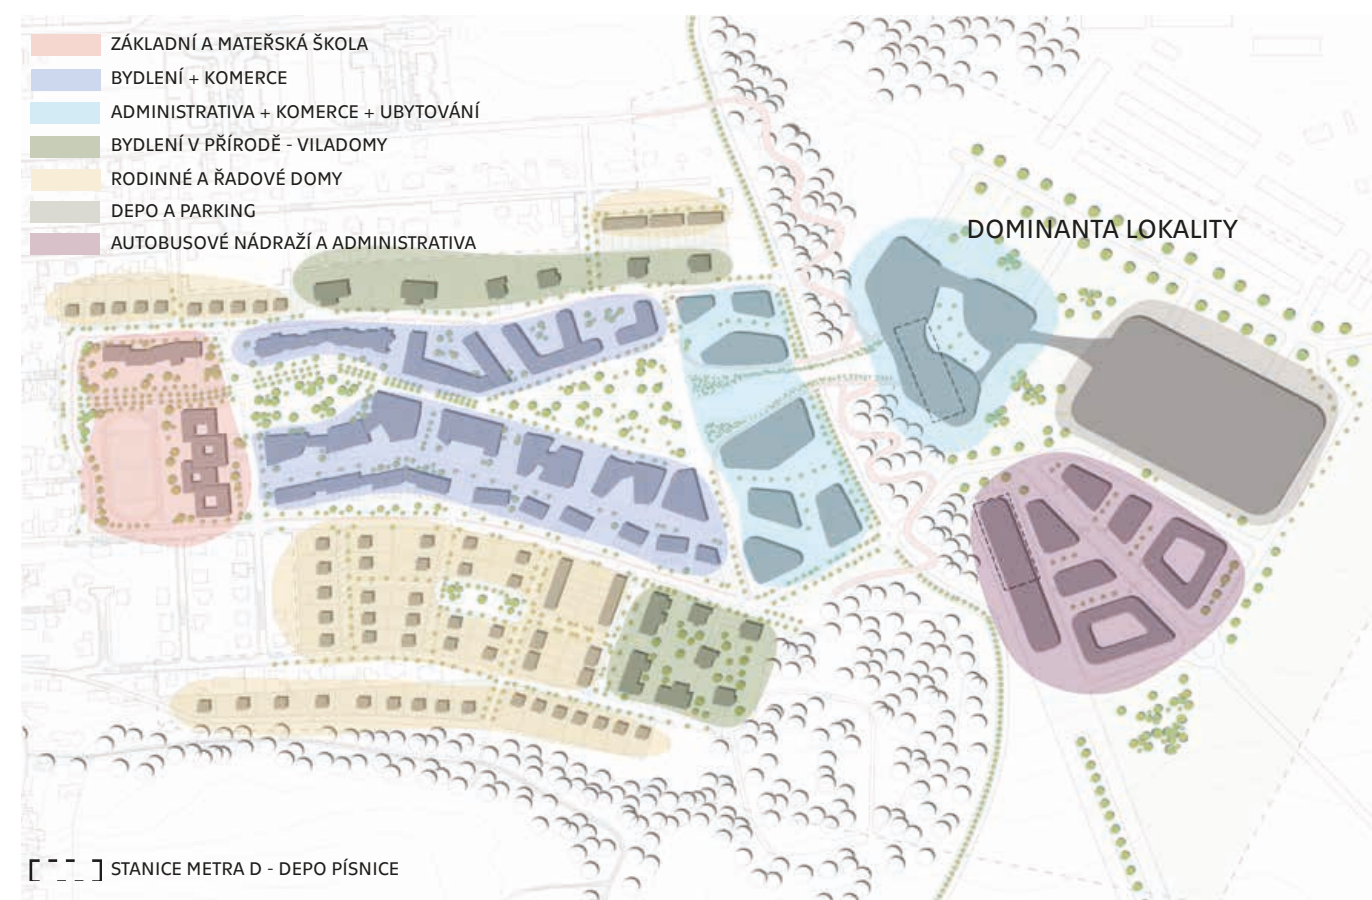 ZÁKLADNÍ A MATEŘSKÁ ŠKOLA
BYDLENÍ + KOMERCE
ADMINISTRATIVA + KOMERCE + UBYTOVÁNÍ
BYDLENÍ V PŘÍRODĚ - VILADOMY
RODINNÉ A ŘADOVÉ DOMY
DEPO A PARKING
AUTOBUSOVÉ NÁDRAŽÍ A ADMINISTRATIVA
DOMINANTA LOKALITY
STANICE METRA D - DEPO PÍSNICE